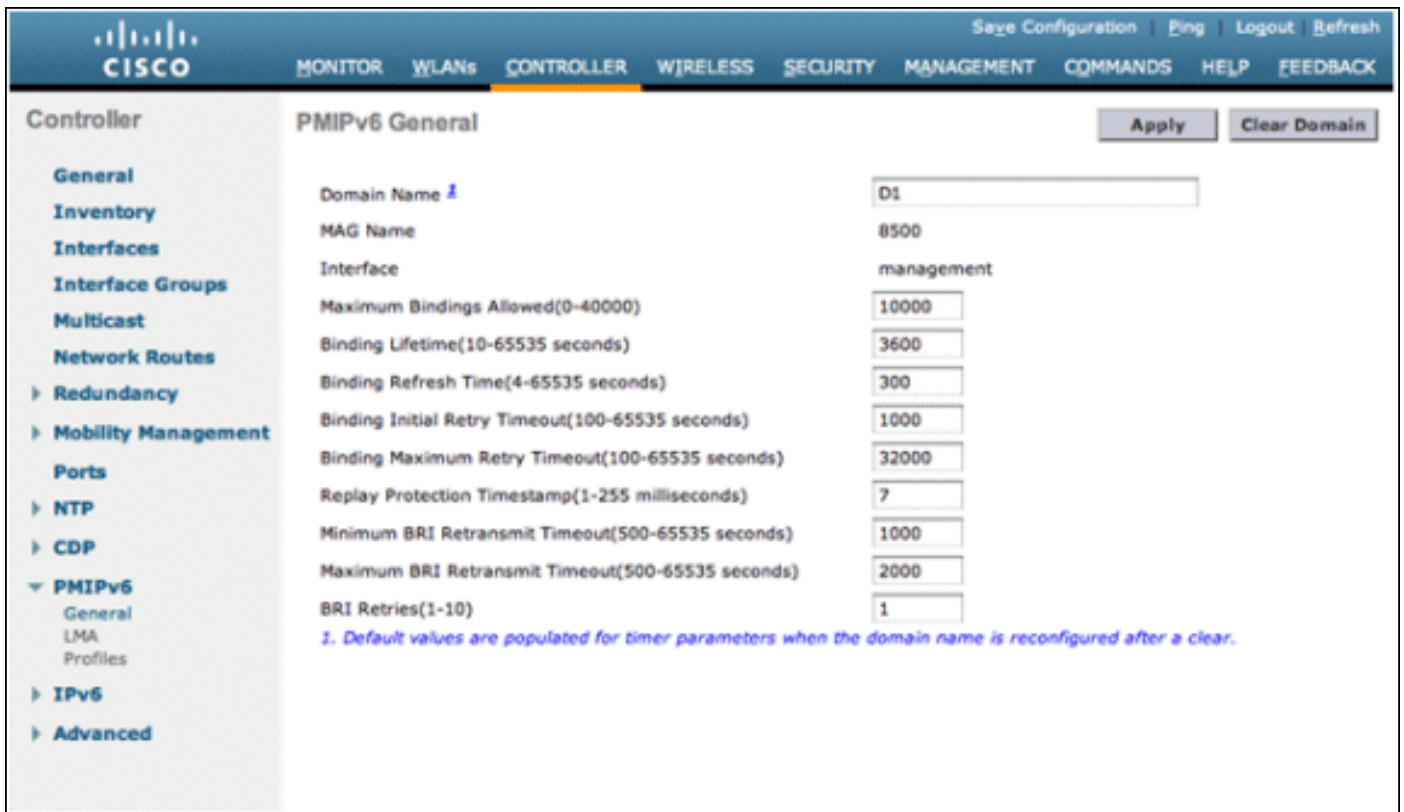 Save Configuration | Ping | Logout | Refresh
CISCO
MONITOR WLANs CONTROLLER WIRELESS SECURITY MANAGEMENT COMMANDS HELP FEEDBACK
Controller
General
Inventory
Interfaces
Interface Groups
Multicast
Network Routes
Redundancy
Mobility Management
Ports
NTP
CDP
PMIPv6
General
LMA
Profiles
IPv6
Advanced
PMIPv6 General
Apply Clear Domain
Domain Name 1 D1
MAG Name 8500
Interface management
Maximum Bindings Allowed(0-40000) 10000
Binding Lifetime(10-65535 seconds) 3600
Binding Refresh Time(4-65535 seconds) 300
Binding Initial Retry Timeout(100-65535 seconds) 1000
Binding Maximum Retry Timeout(100-65535 seconds) 32000
Replay Protection Timestamp(1-255 milliseconds) 7
Minimum BRI Retransmit Timeout(500-65535 seconds) 1000
Maximum BRI Retransmit Timeout(500-65535 seconds) 2000
BRI Retries(1-10) 1
1. Default values are populated for timer parameters when the domain name is reconfigured after a clear.